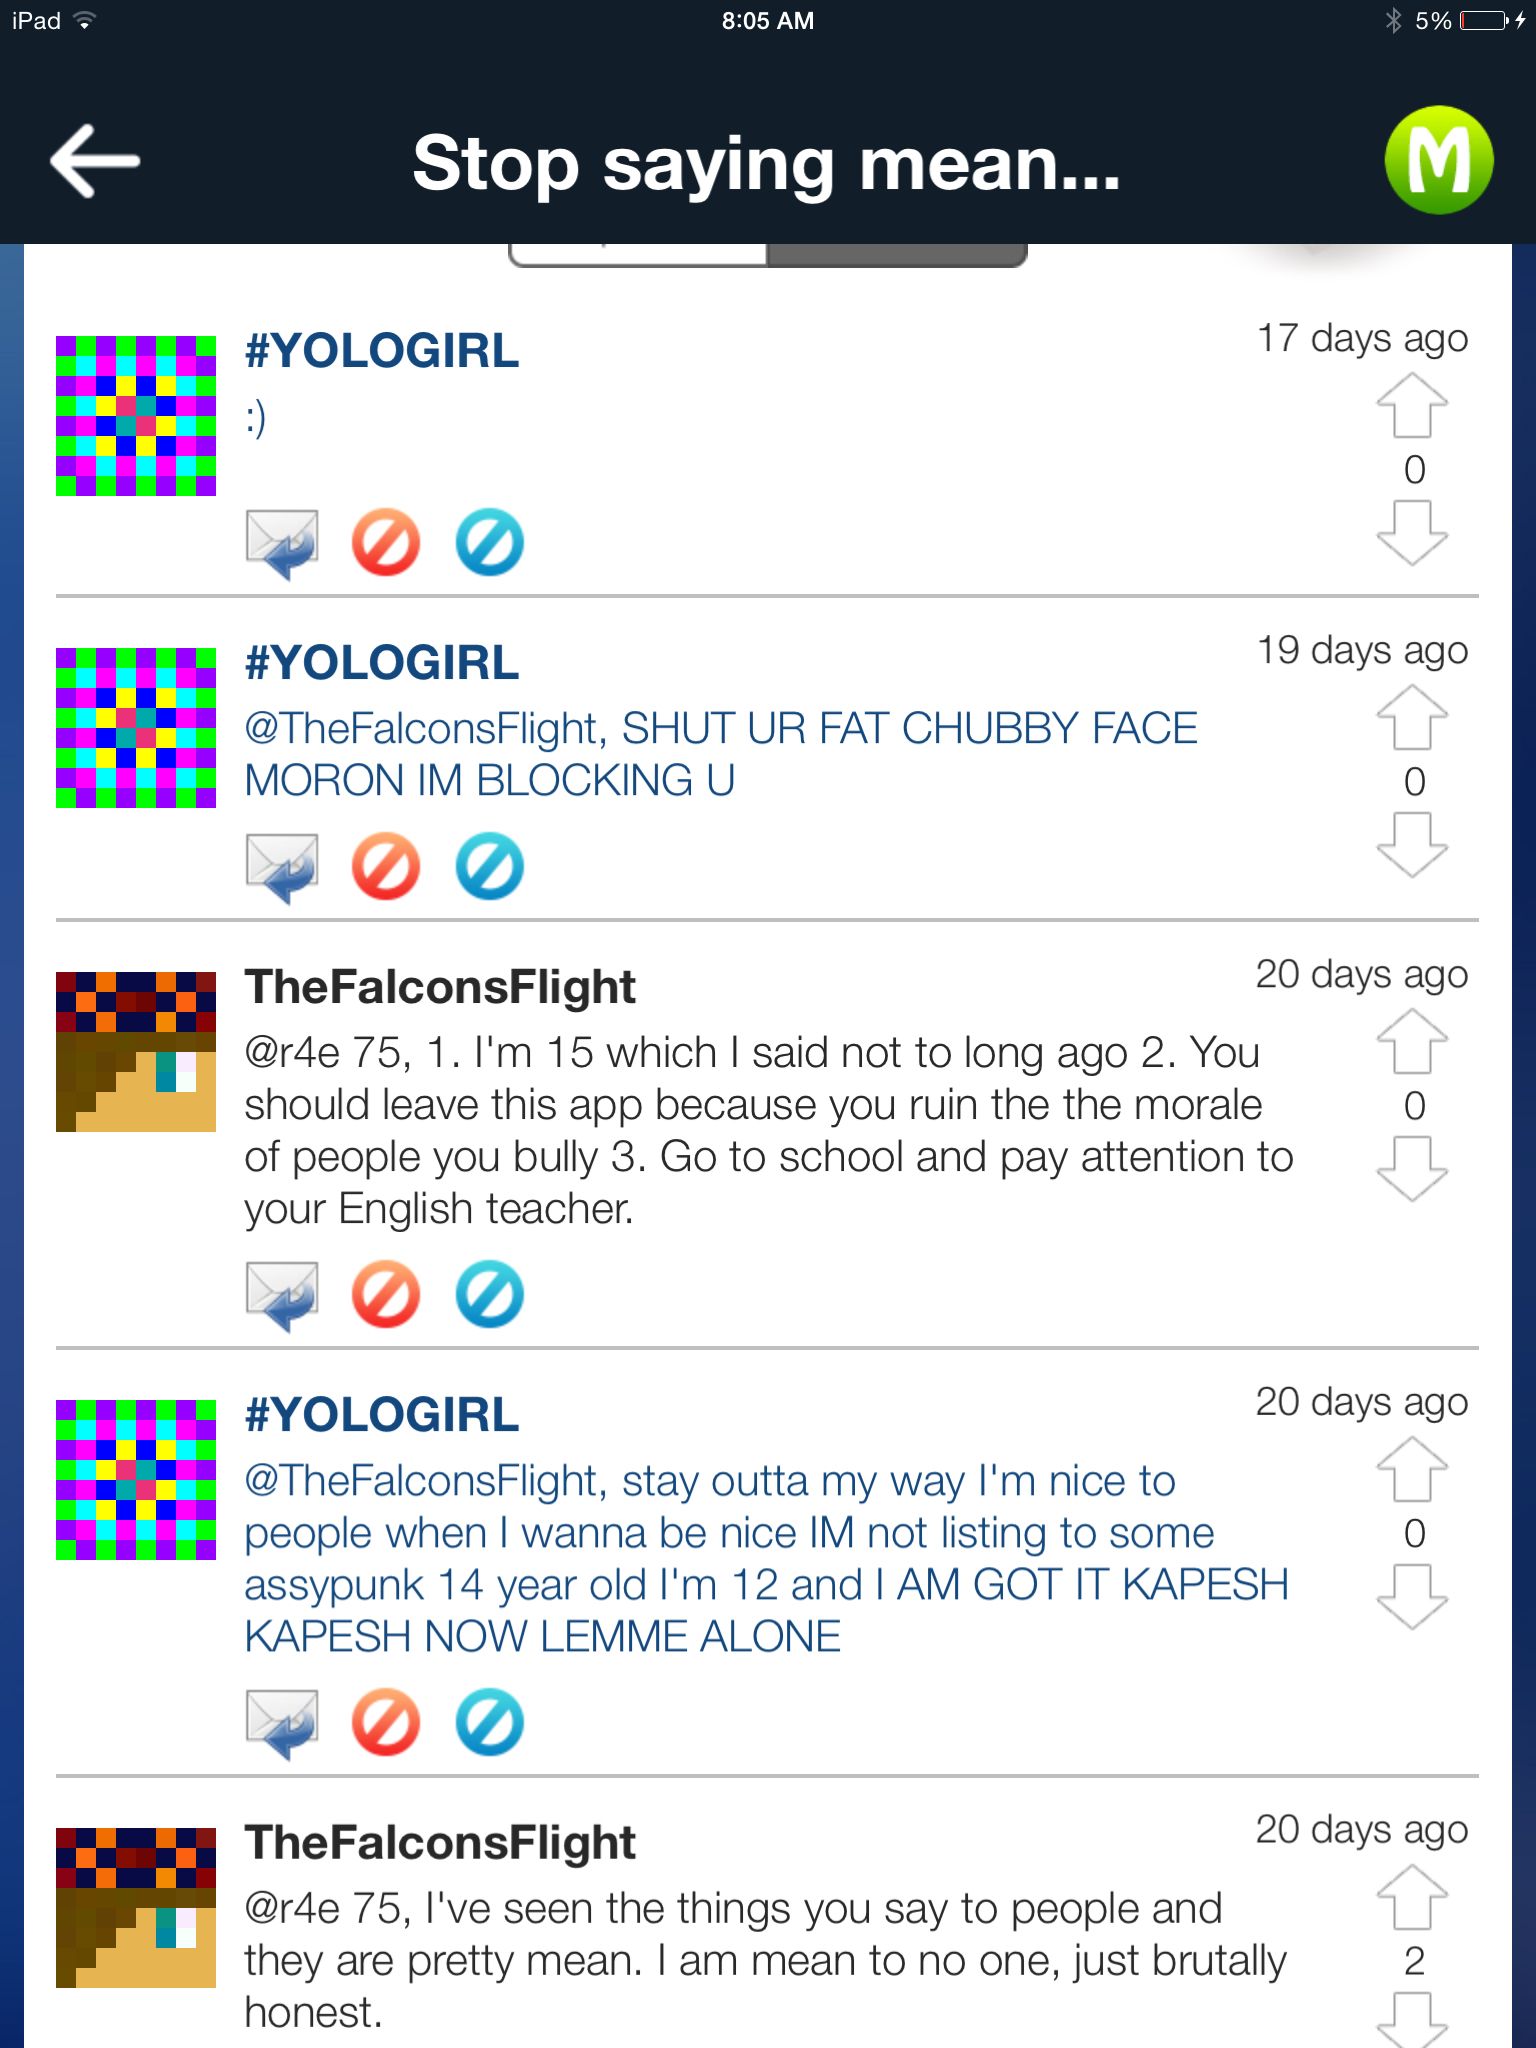 iPad 8:05 AM 5%
Stop saying mean...
M
#YOLOGIRL 17 days ago
:)
0
#YOLOGIRL 19 days ago
@TheFalconsFlight, SHUT UR FAT CHUBBY FACE
MORON IM BLOCKING U
0
TheFalconsFlight 20 days ago
@r4e 75, 1. I'm 15 which I said not to long ago 2. You
should leave this app because you ruin the the morale
of people you bully 3. Go to school and pay attention to
your English teacher.
0
#YOLOGIRL 20 days ago
@TheFalconsFlight, stay outta my way I'm nice to
people when I wanna be nice IM not listing to some
assypunk 14 year old I'm 12 and I AM GOT IT KAPESH
KAPESH NOW LEMME ALONE
0
TheFalconsFlight 20 days ago
@r4e 75, I've seen the things you say to people and
they are pretty mean. I am mean to no one, just brutally
honest.
2